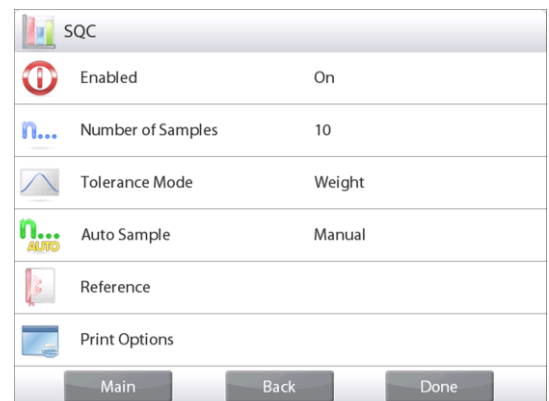 SQC
Enabled On
n... Number of Samples 10
Tolerance Mode Weight
n... AUTO Auto Sample Manual
Reference
Print Options
Main Back Done